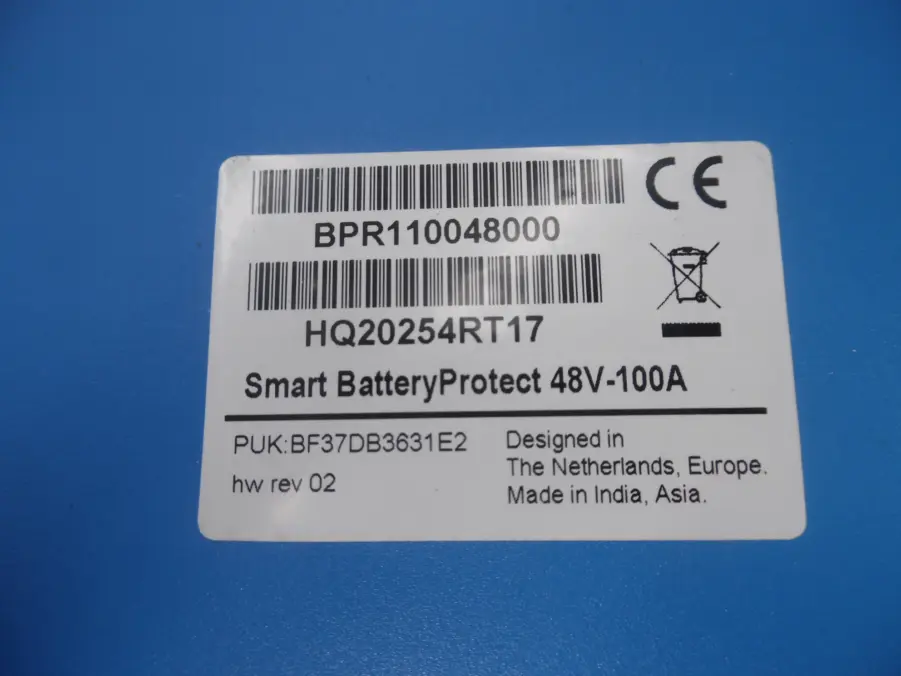 CE
BPR110048000
HQ20254RT17
Smart BatteryProtect 48V-100A
PUK:BF37DB3631E2
hw rev 02
Designed in
The Netherlands, Europe.
Made in India, Asia.